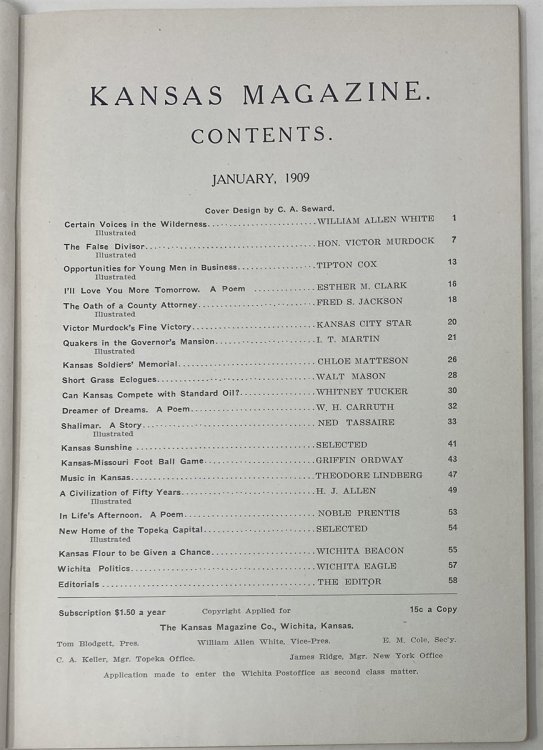 KANSAS MAGAZINE.
CONTENTS.
JANUARY, 1909
Cover Design by C. A. Seward.
Certain Voices in the Wilderness........................WILLIAM ALLEN WHITE 1
Illustrated
The False Divisor........................HON. VICTOR MURDOCK 7
Illustrated
Opportunities for Young Men in Business........................TIPTON COX 13
Illustrated
I'll Love You More Tomorrow. A Poem ........................ESTHER M. CLARK 16
The Oath of a County Attorney........................FRED S. JACKSON 18
Illustrated
Victor Murdock's Fine Victory........................KANSAS CITY STAR 20
Quakers in the Governor's Mansion........................I. T. MARTIN 21
Illustrated
Kansas Soldiers' Memorial........................CHLOE MATTESON 26
Short Grass Eclogues........................WALT MASON 28
Can Kansas Compete with Standard Oil?........................WHITNEY TUCKER 30
Dreamer of Dreams. A Poem........................W. H. CARRUTH 32
Shalimar. A Story........................NED TASSAIRE 33
Illustrated
Kansas Sunshine ........................SELECTED 41
Kansas-Missouri Foot Ball Game........................GRIFFIN ORDWAY 43
Music in Kansas........................THEODORE LINDBERG 47
A Civilization of Fifty Years........................H. J. ALLEN 49
Illustrated
In Life's Afternoon. A Poem........................NOBLE PRENTIS 53
New Home of the Topeka Capital........................SELECTED 54
Illustrated
Kansas Flour to be Given a Chance........................WICHITA BEACON 55
Wichita Politics........................WICHITA EAGLE 57
Editorials ........................THE EDITOR 58
Subscription $1.50 a year Copyright Applied for 15c a Copy
The Kansas Magazine Co., Wichita, Kansas.
Tom Blodgett, Pres. William Allen White, Vice-Pres. E. M. Cole, Sec'y.
C. A. Keller, Mgr. Topeka Office. James Ridge, Mgr. New York Office
Application made to enter the Wichita Postoffice as second class matter.